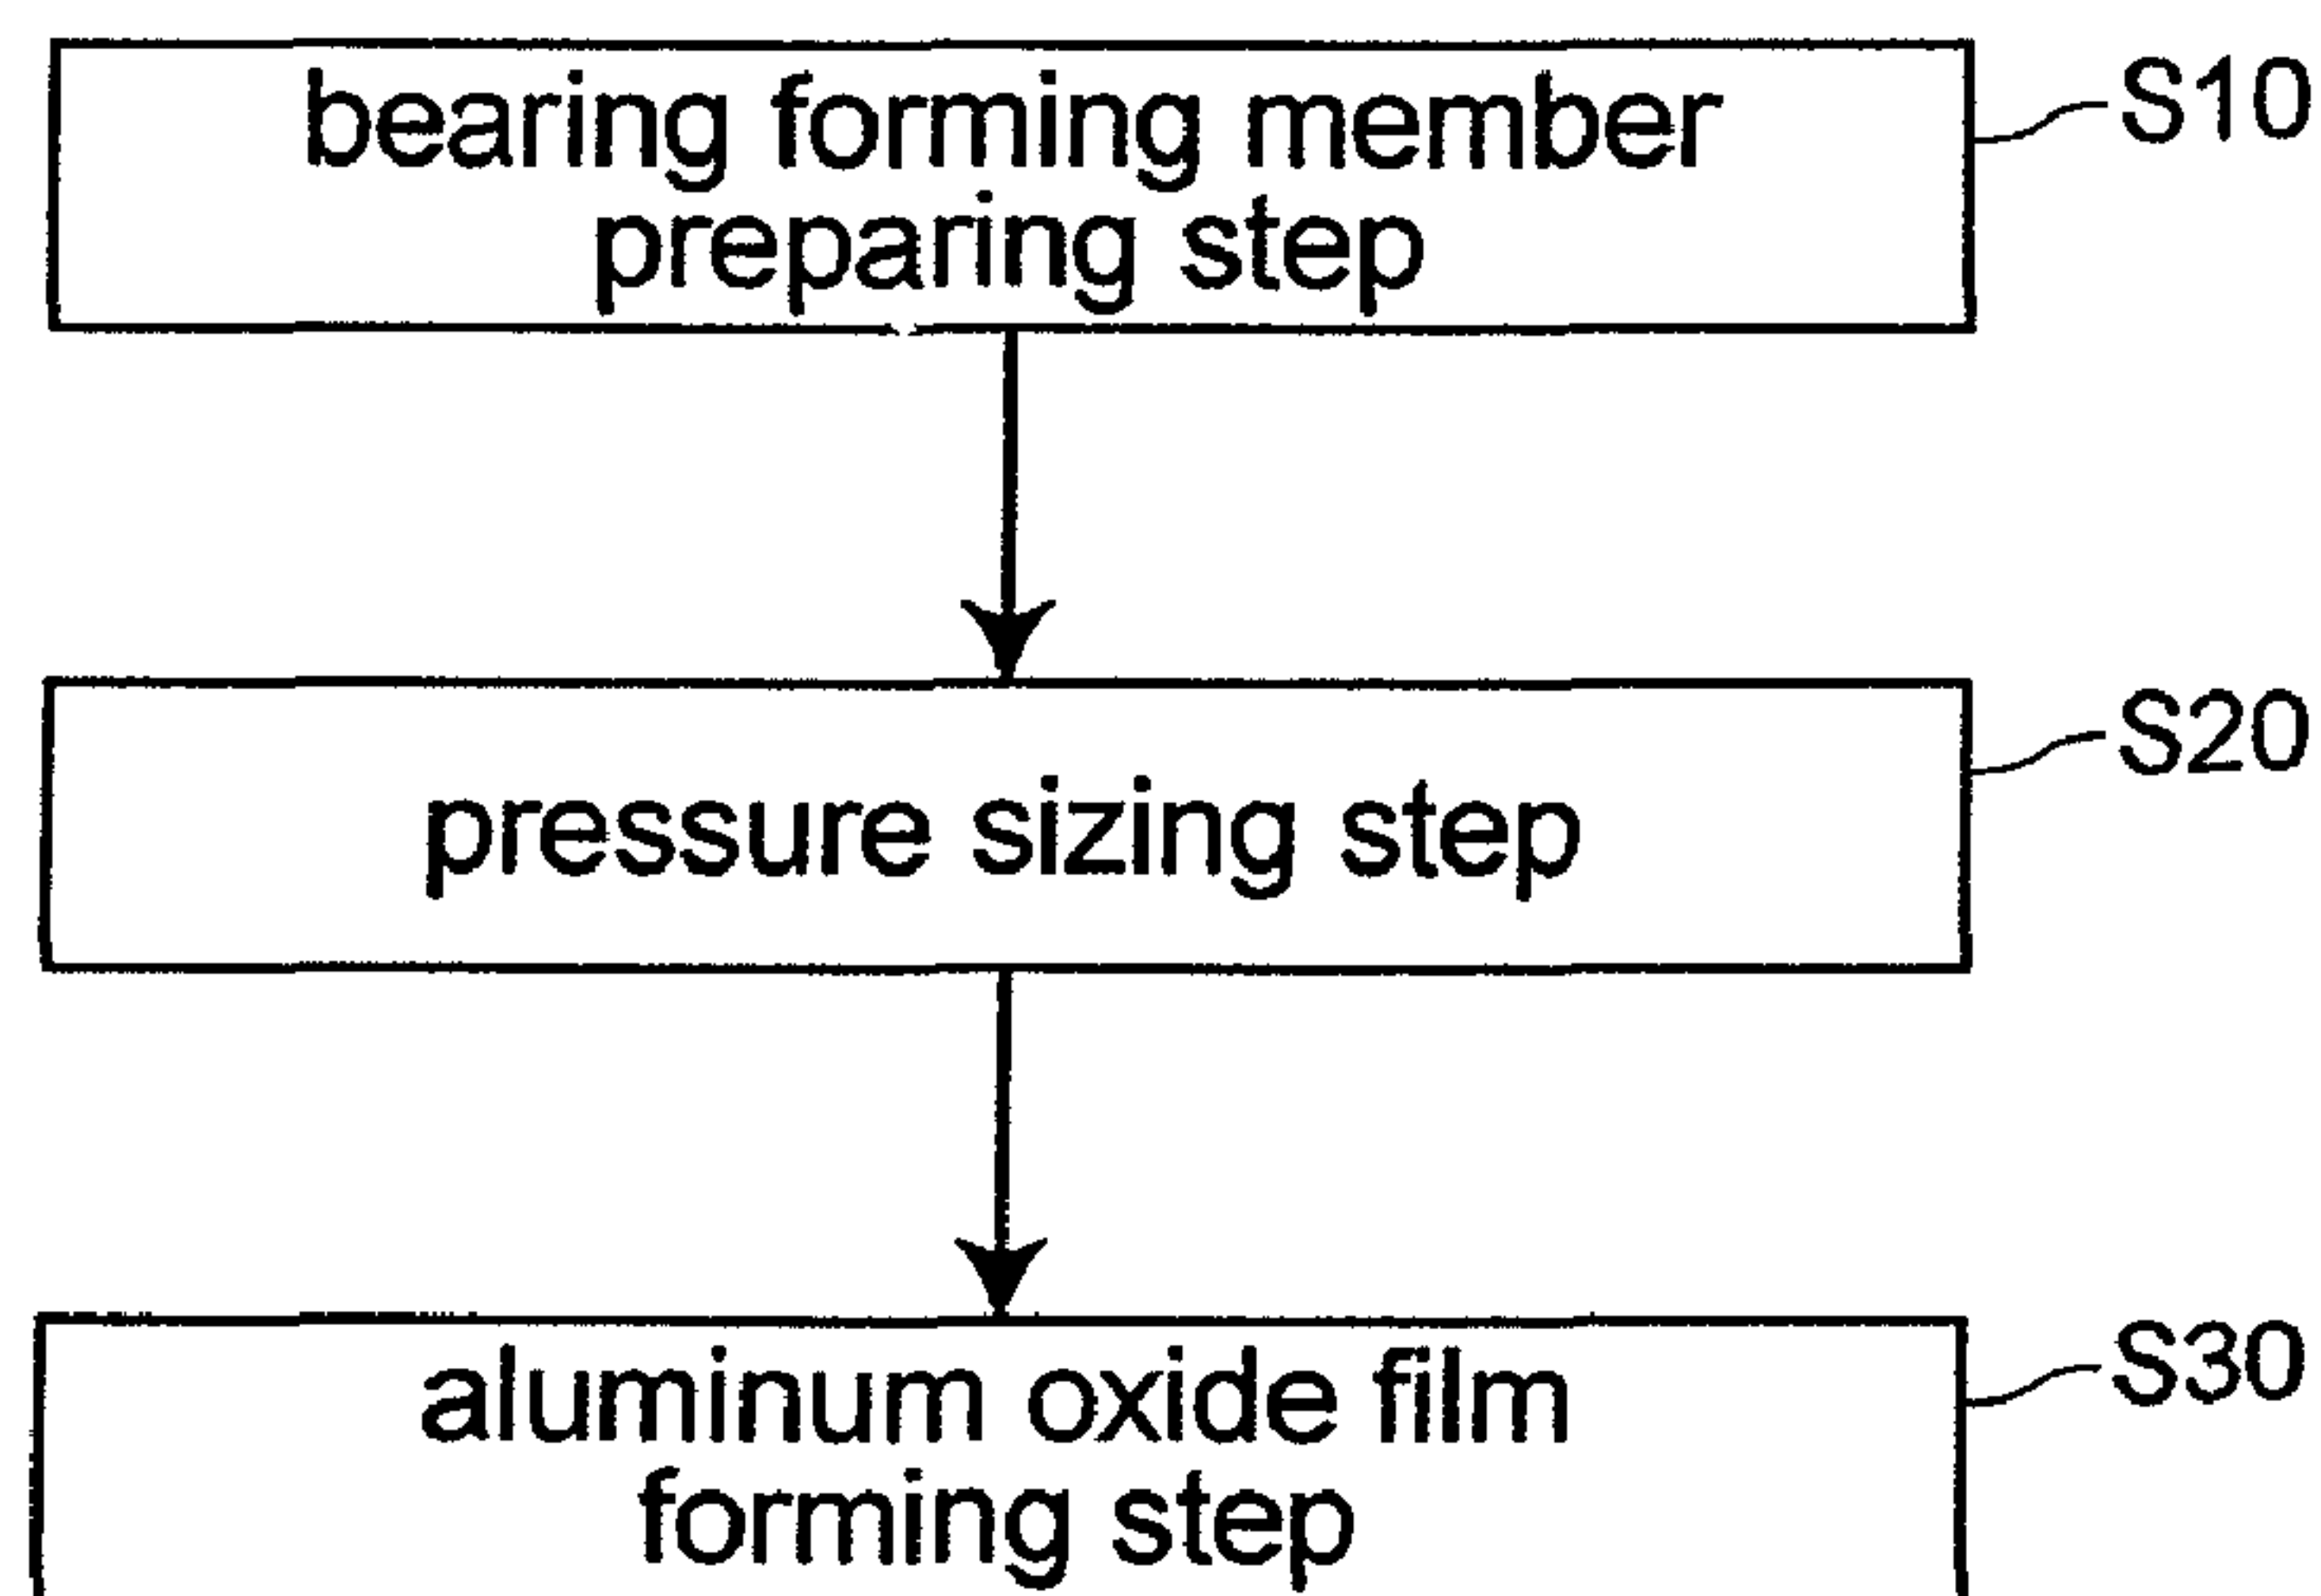 bearing forming member
preparing step
S10
pressure sizing step
S20
aluminum oxide film
forming step
S30